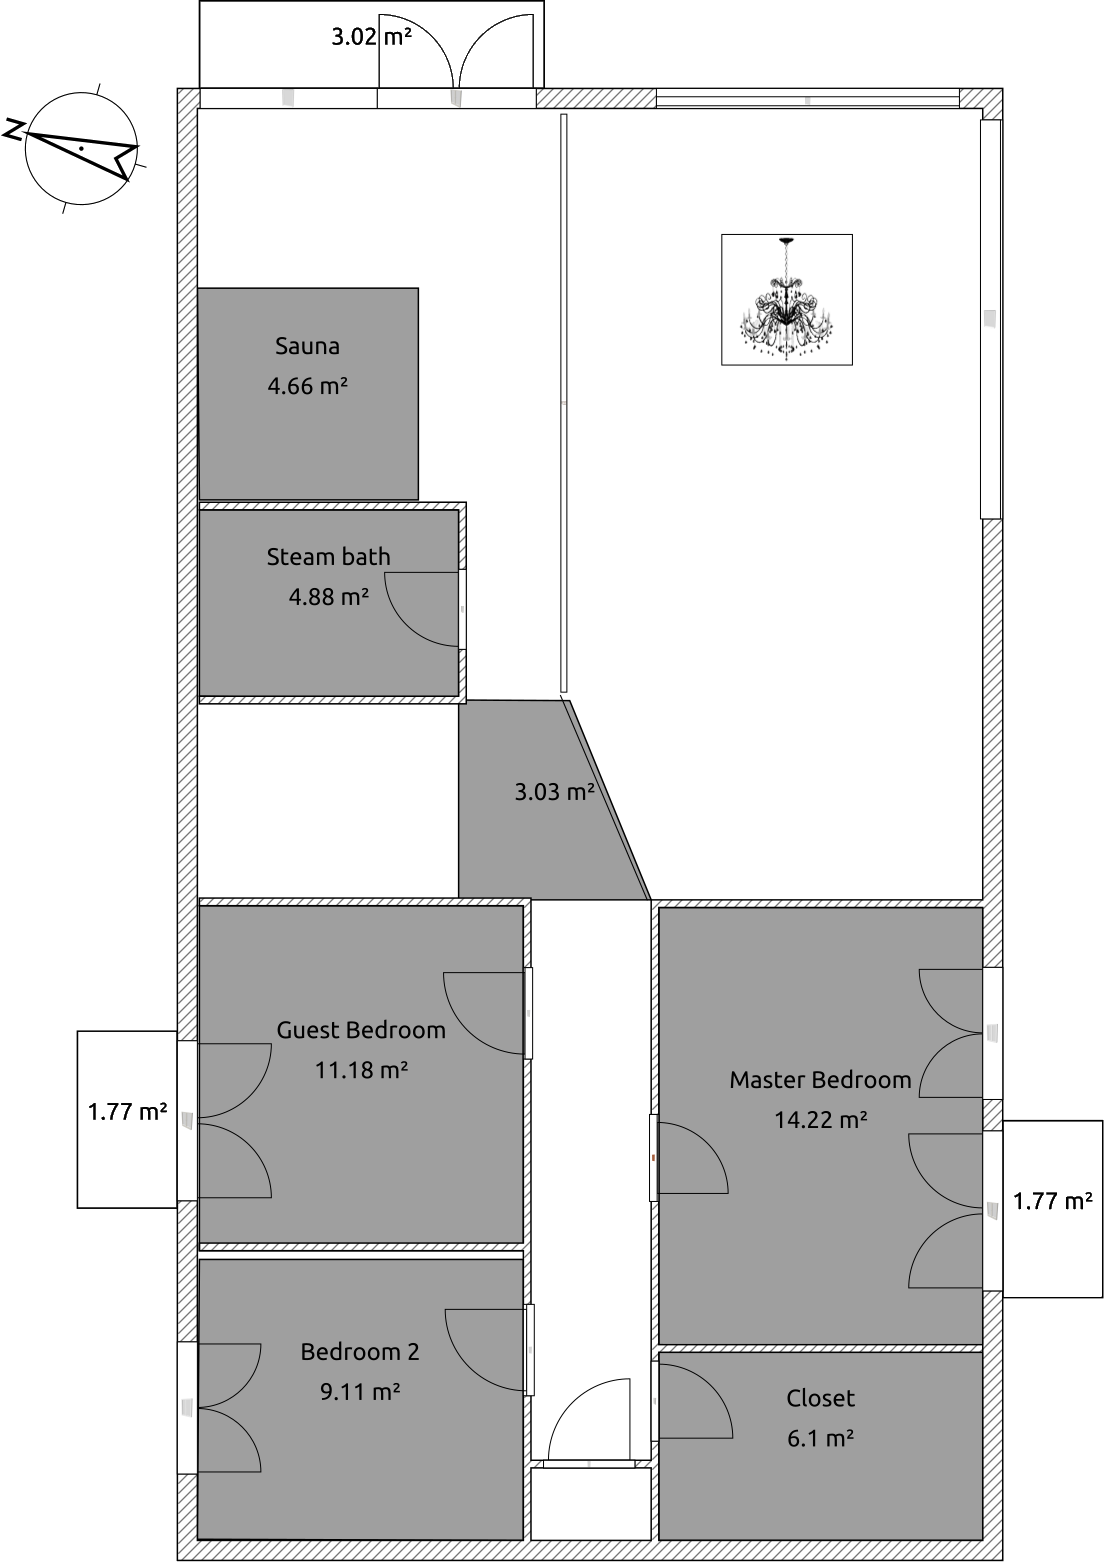 3.02 m²
N
Sauna
4.66 m²
Steam bath
4.88 m²
3.03 m²
Guest Bedroom
11.18 m²
1.77 m²
Master Bedroom
14.22 m²
1.77 m²
Bedroom 2
9.11 m²
Closet
6.1 m²